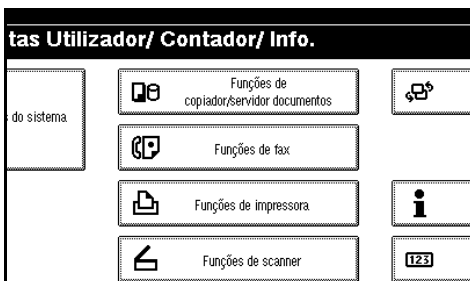 tas Utilizador/ Contador/ Info.
do sistema
Funções de
copiador/servidor documentos
Funções de fax
Funções de impressora
Funções de scanner
123